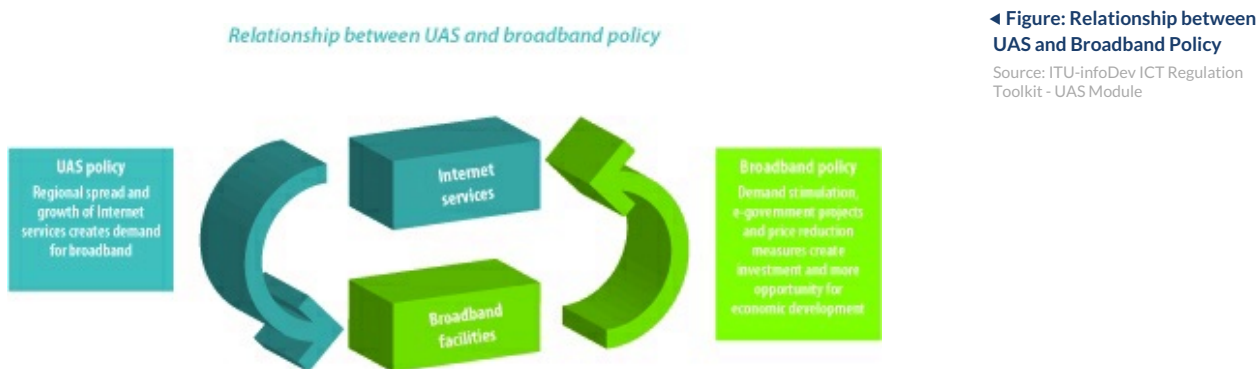 Relationship between UAS and broadband policy
◄ Figure: Relationship between
UAS and Broadband Policy
Source: ITU-infoDev ICT Regulation
Toolkit - UAS Module
UAS policy
Regional spread and
growth of Internet
services creates demand
for broadband
Internet
services
Broadband
facilities
Broadband policy
Demand stimulation,
e-government projects
and price reduction
measures create
investment and more
opportunity for
economic development